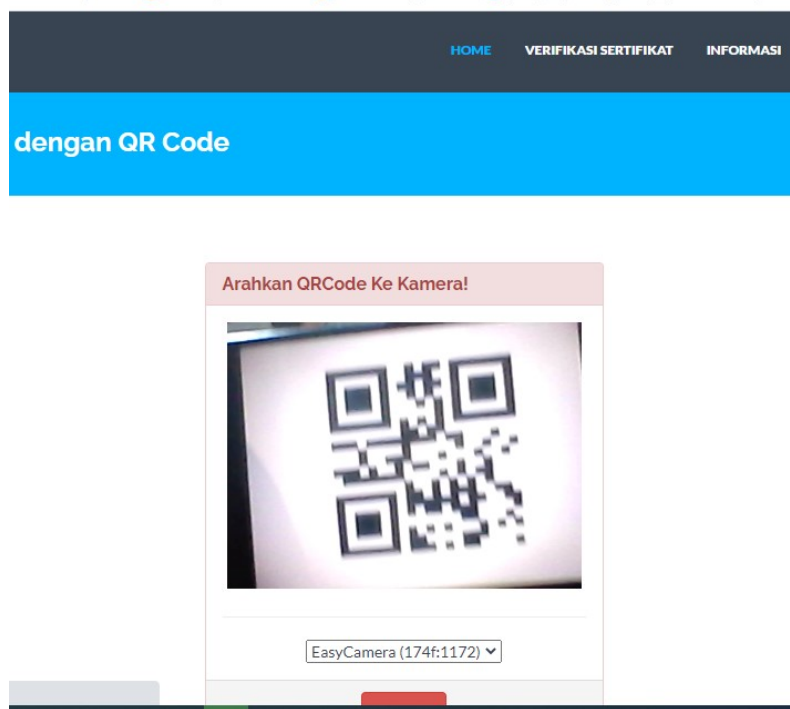 HOME VERIFIKASI SERTIFIKAT INFORMASI
dengan QR Code
Arahkan QRCode Ke Kamera!
EasyCamera (174f:1172)